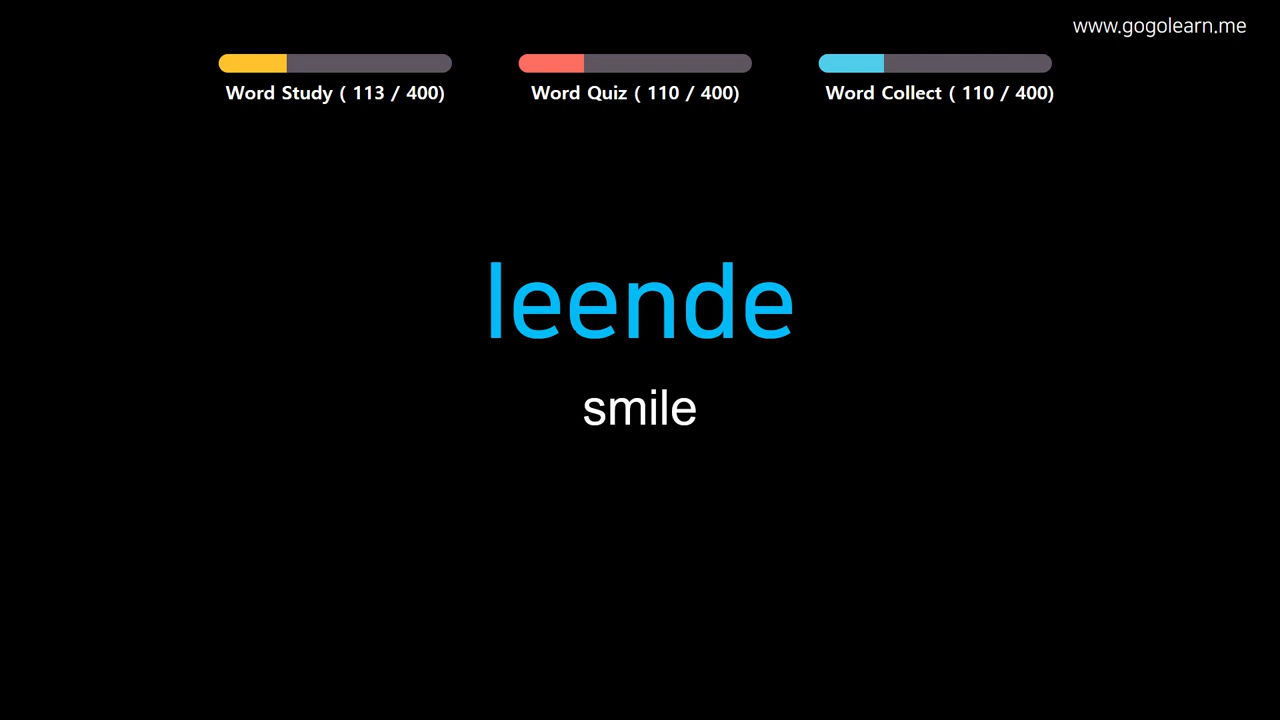 www.gogolearn.me
Word Study ( 113 / 400)
Word Quiz ( 110 / 400)
Word Collect ( 110 / 400)
leende
smile